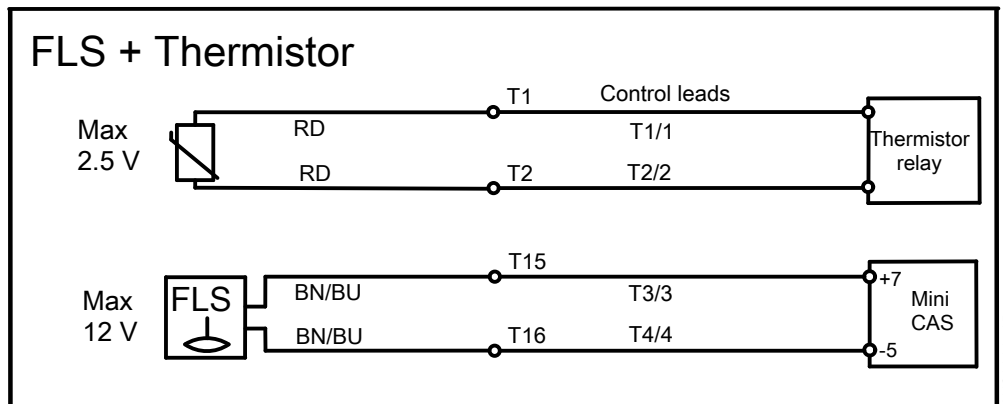 FLS + Thermistor
T1
Control leads
Max
2.5 V
RD
T1/1
Thermistor
relay
RD
T2
T2/2
T15
Max
12 V
FLS
BN/BU
T3/3
+7
Mini
CAS
BN/BU
T16
T4/4
-5